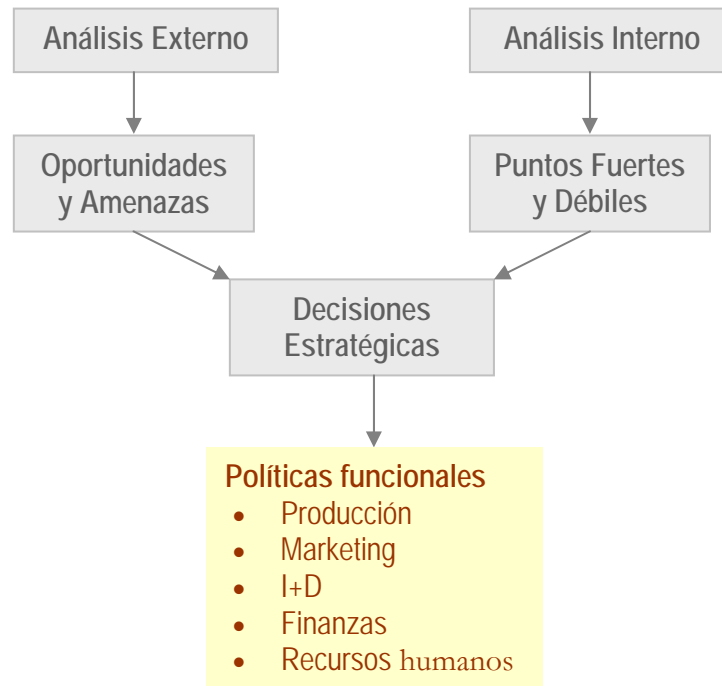 Análisis Externo
Análisis Interno
Oportunidades
y Amenazas
Puntos Fuertes
y Débiles
Decisiones
Estratégicas
Políticas funcionales
• Producción
• Marketing
• I+D
• Finanzas
• Recursos humanos